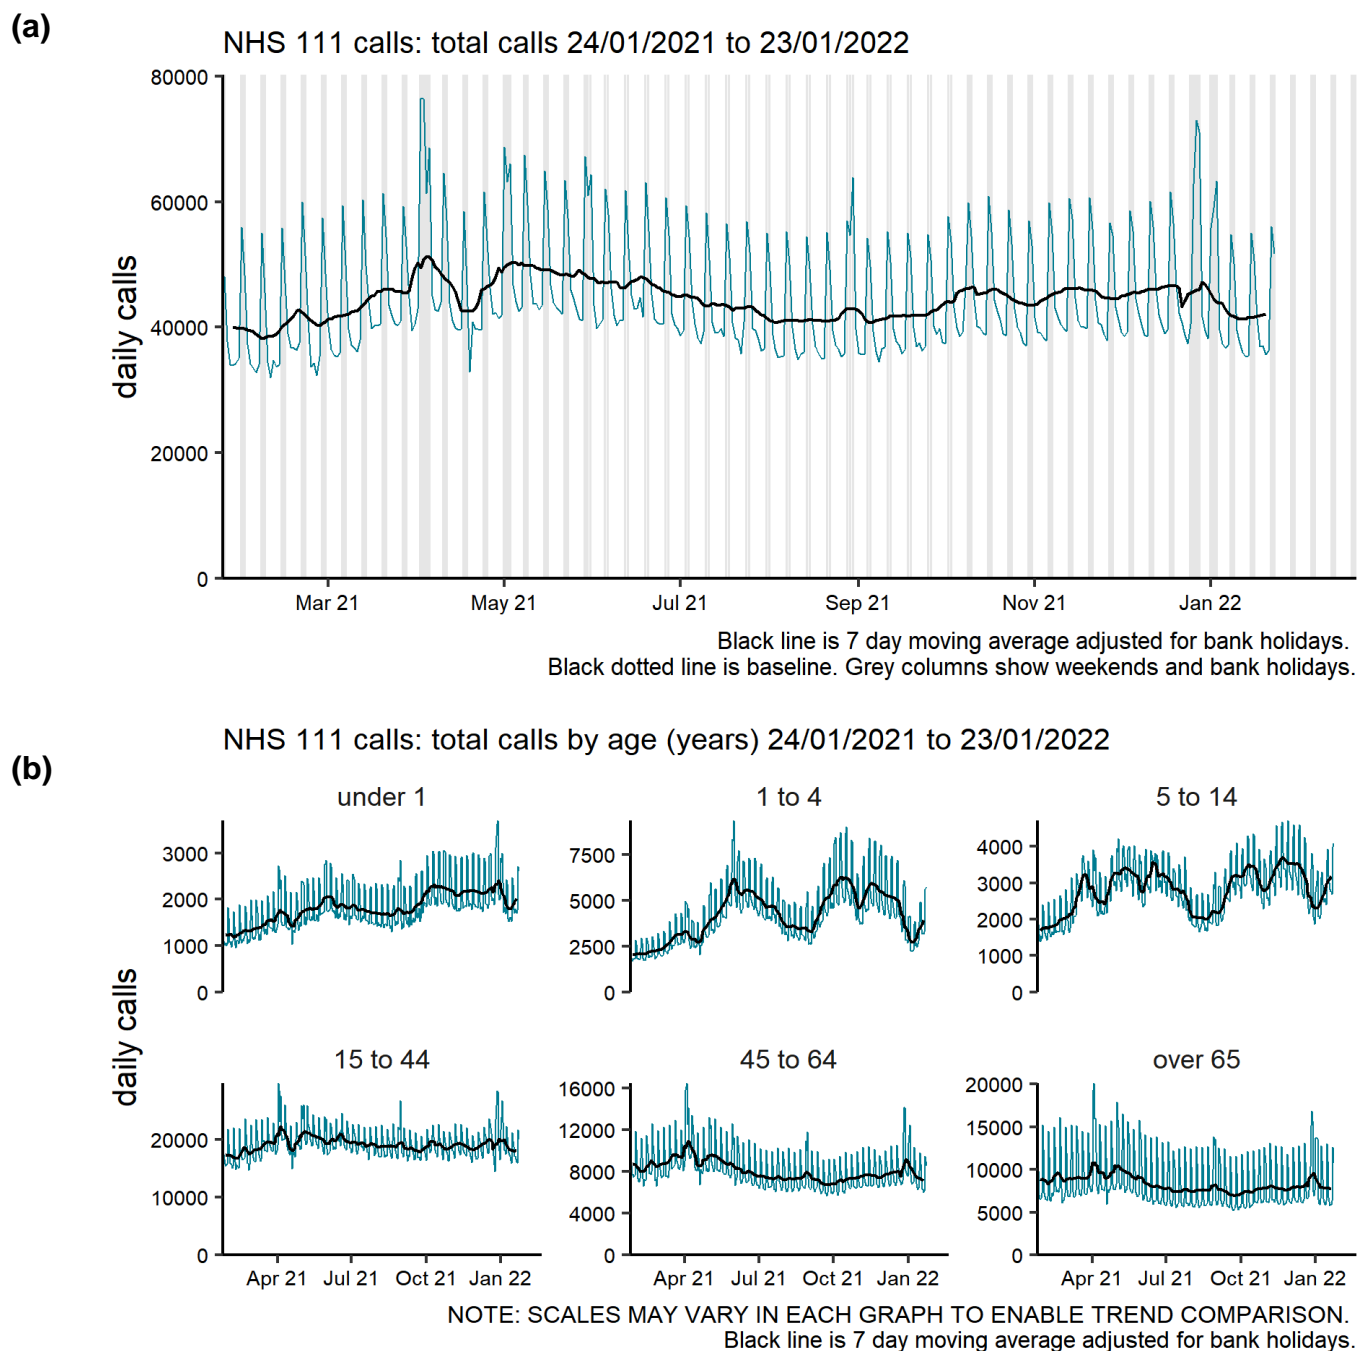 (a)
NHS 111 calls: total calls 24/01/2021 to 23/01/2022
daily calls
80000
60000
40000
20000
0
Mar 21 May 21 Jul 21 Sep 21 Nov 21 Jan 22
Black line is 7 day moving average adjusted for bank holidays.
Black dotted line is baseline. Grey columns show weekends and bank holidays.
(b)
NHS 111 calls: total calls by age (years) 24/01/2021 to 23/01/2022
daily calls
under 1
3000
2000
1000
0
1 to 4
7500
5000
2500
0
5 to 14
4000
3000
2000
1000
0
15 to 44
20000
10000
0
Apr 21 Jul 21 Oct 21 Jan 22
45 to 64
16000
12000
8000
4000
0
Apr 21 Jul 21 Oct 21 Jan 22
over 65
20000
15000
10000
5000
0
Apr 21 Jul 21 Oct 21 Jan 22
NOTE: SCALES MAY VARY IN EACH GRAPH TO ENABLE TREND COMPARISON.
Black line is 7 day moving average adjusted for bank holidays.